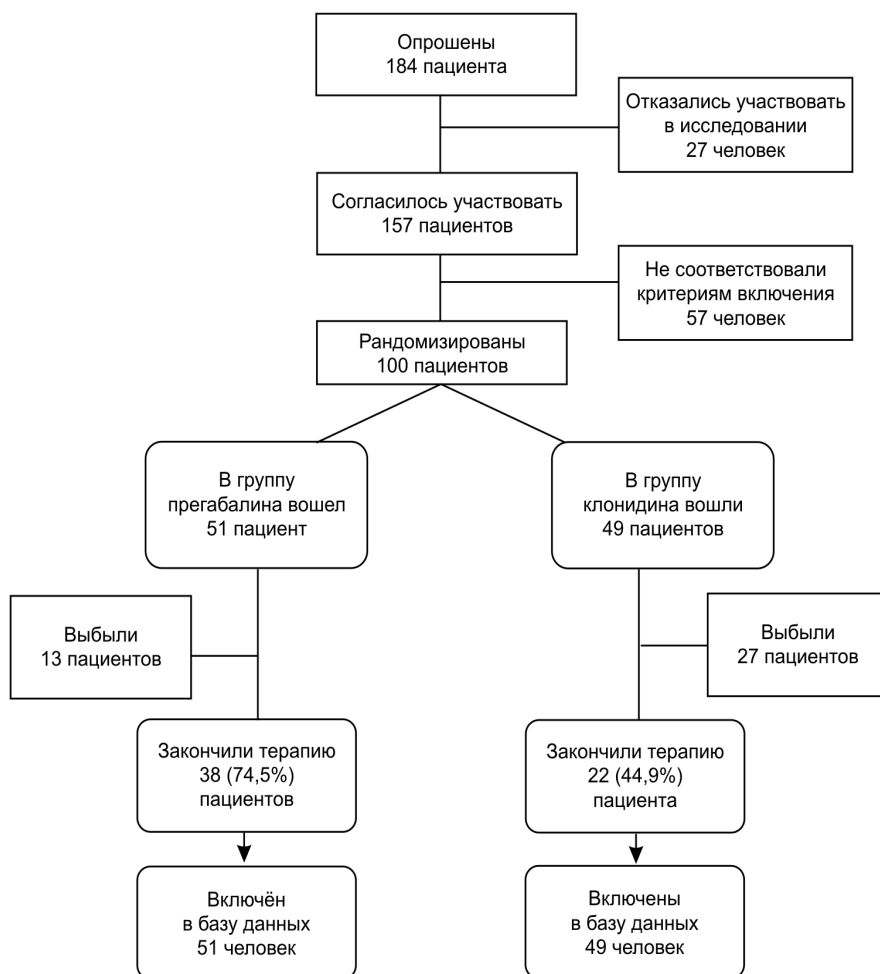 Опрошены
184 пациента
Отказались участвовать
в исследовании
27 человек
Согласилось участвовать
157 пациентов
Не соответствовали
критериям включения
57 человек
Рандомизированы
100 пациентов
В группу
прегабалина вошел
51 пациент
В группу
клонидина вошли
49 пациентов
Выбыли
13 пациентов
Выбыли
27 пациентов
Закончили терапию
38 (74,5%)
пациентов
Закончили терапию
22 (44,9%)
пациента
Включён
в базу данных
51 человек
Включены
в базу данных
49 человек